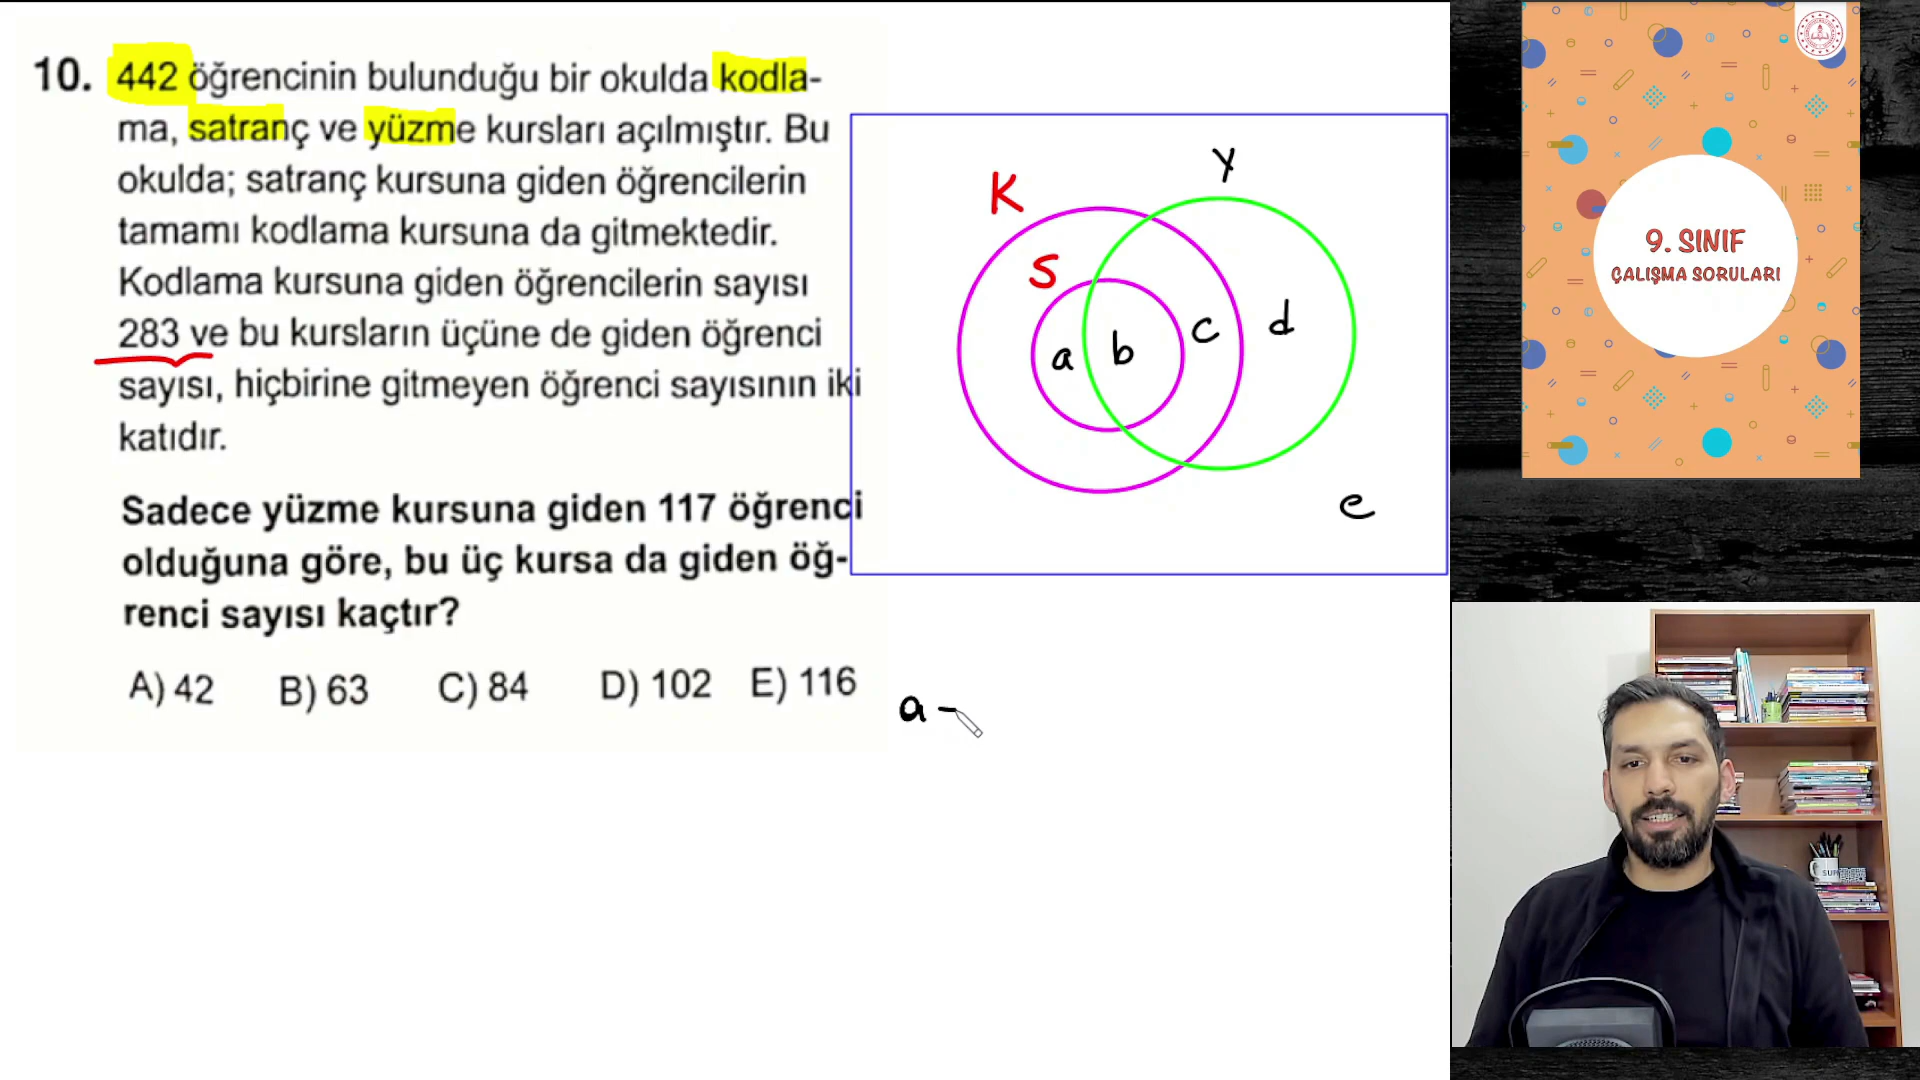 10. 442 öğrencinin bulunduğu bir okulda kodla-
ma, satranç ve yüzme kursları açılmıştır. Bu
okulda; satranç kursuna giden öğrencilerin
tamamı kodlama kursuna da gitmektedir.
Kodlama kursuna giden öğrencilerin sayısı
283 ve bu kursların üçüne de giden öğrenci
sayısı, hiçbirine gitmeyen öğrenci sayısının iki
katıdır.
Sadece yüzme kursuna giden 117 öğrenci
olduğuna göre, bu üç kursa da giden öğ-
renci sayısı kaçtır?
A) 42 B) 63 C) 84 D) 102 E) 116
K
Y
S
a b c d
e
a -
9. SINIF
ÇALIŞMA SORULARI